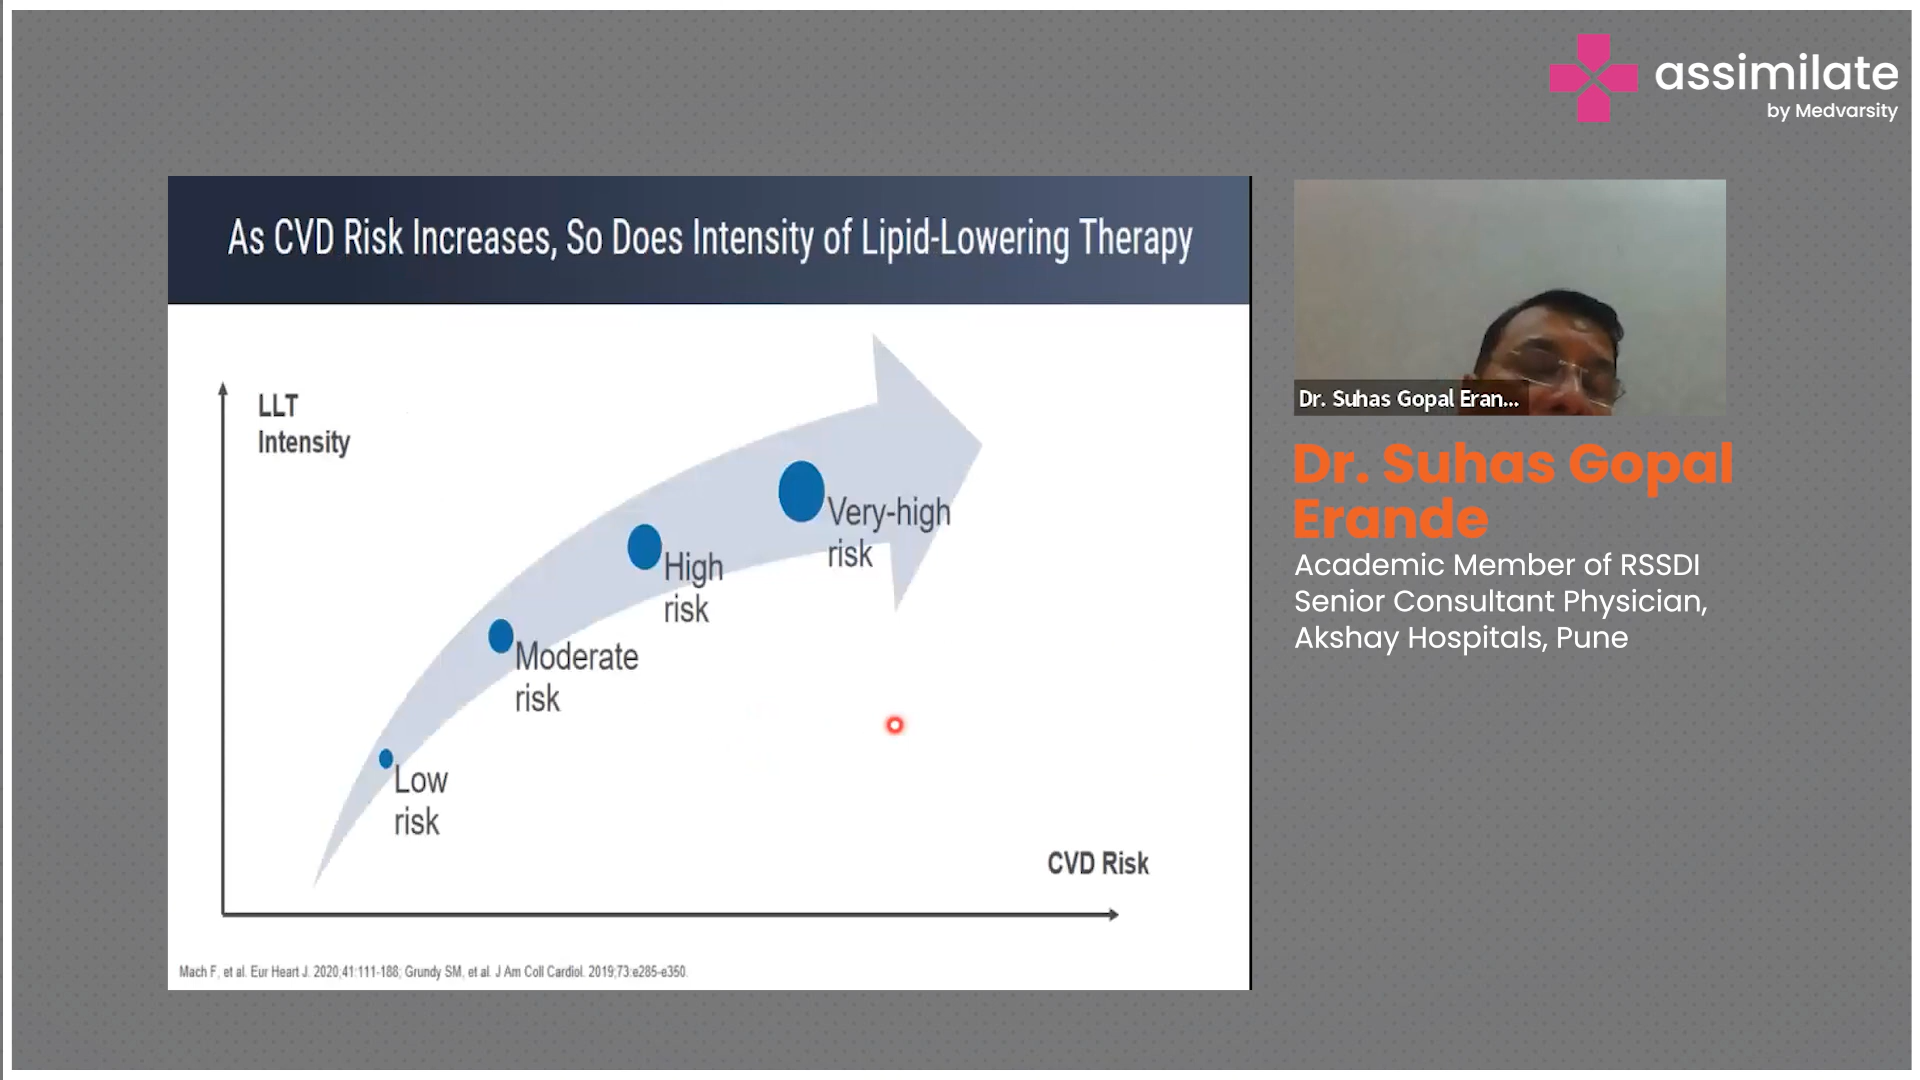 assimilate
by Medvarsity
As CVD Risk Increases, So Does Intensity of Lipid-Lowering Therapy
LLT
Intensity
Very-high
risk
High
risk
Moderate
risk
Low
risk
CVD Risk
Mach F, et al. Eur Heart J. 2020;41:111-188; Grundy SM, et al. J Am Coll Cardiol. 2019;73:e285-e350.
Dr. Suhas Gopal Eran...
Dr. Suhas Gopal
Erande
Academic Member of RSSDI
Senior Consultant Physician,
Akshay Hospitals, Pune